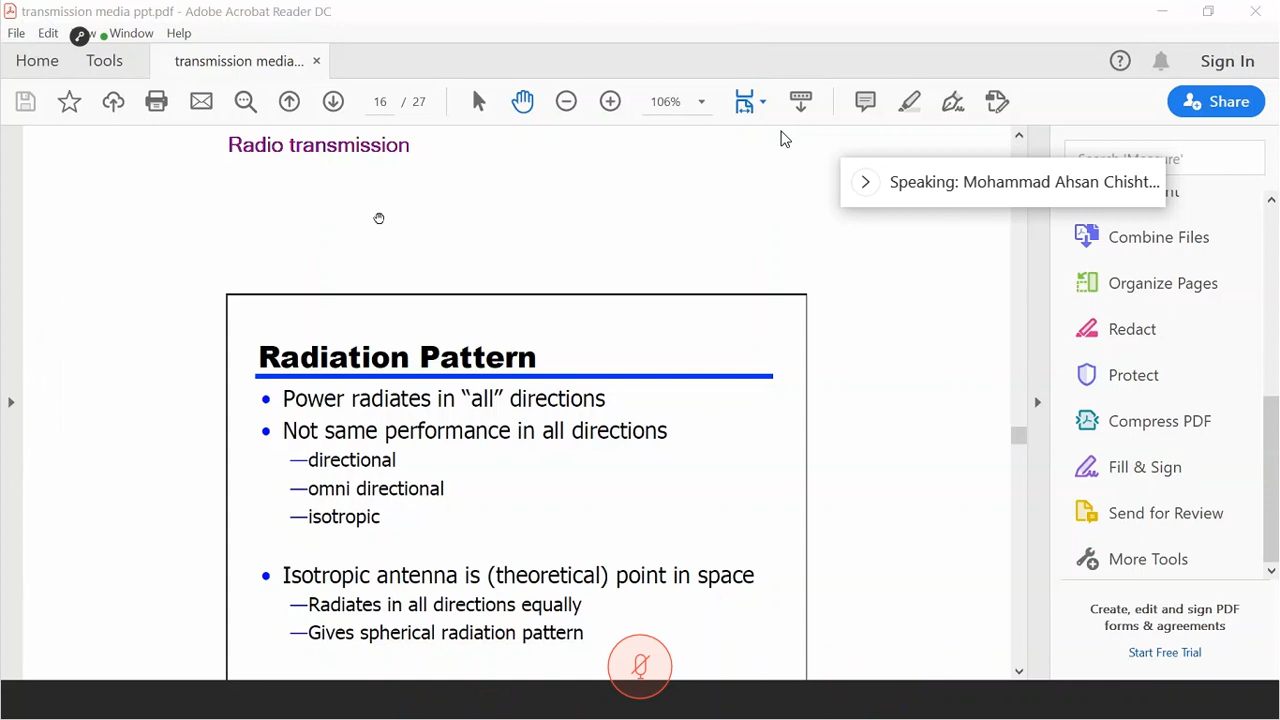 transmission media ppt.pdf - Adobe Acrobat Reader DC
File Edit Window Help
Home Tools transmission media... × Sign In
16 / 27 106% Share
Radio transmission
Speaking: Mohammad Ahsan Chisht...
Radiation Pattern
• Power radiates in “all” directions
• Not same performance in all directions
—directional
—omni directional
—isotropic
• Isotropic antenna is (theoretical) point in space
—Radiates in all directions equally
—Gives spherical radiation pattern
Search 'Measure'
Combine Files
Organize Pages
Redact
Protect
Compress PDF
Fill & Sign
Send for Review
More Tools
Create, edit and sign PDF
forms & agreements
Start Free Trial